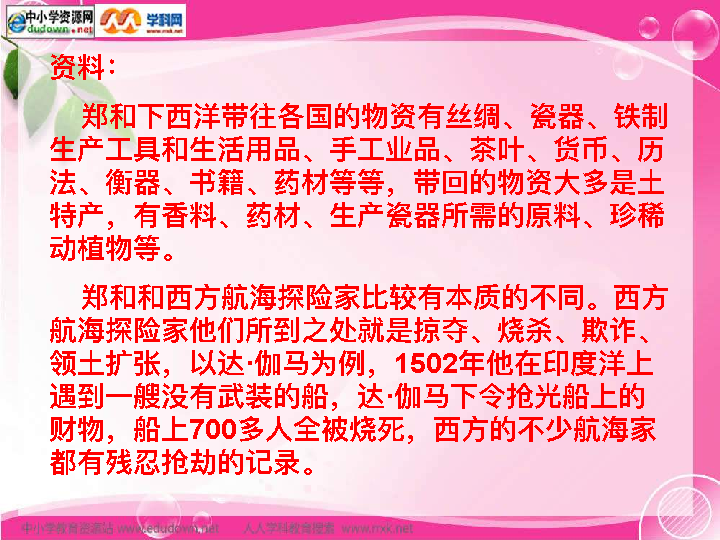 中小学资源网
edudown.net
学科网
www.rrxk.net
资料：
郑和下西洋带往各国的物资有丝绸、瓷器、铁制
生产工具和生活用品、手工业品、茶叶、货币、历
法、衡器、书籍、药材等等，带回的物资大多是土
特产，有香料、药材、生产瓷器所需的原料、珍稀
动植物等。
郑和和西方航海探险家比较有本质的不同。西方
航海探险家他们所到之处就是掠夺、烧杀、欺诈、
领土扩张，以达·伽马为例，1502年他在印度洋上
遇到一艘没有武装的船，达·伽马下令抢光船上的
财物，船上700多人全被烧死，西方的不少航海家
都有残忍抢劫的记录。
中小学教育资源站 www.edudown.net 人人学科教育搜索 www.rrxk.net